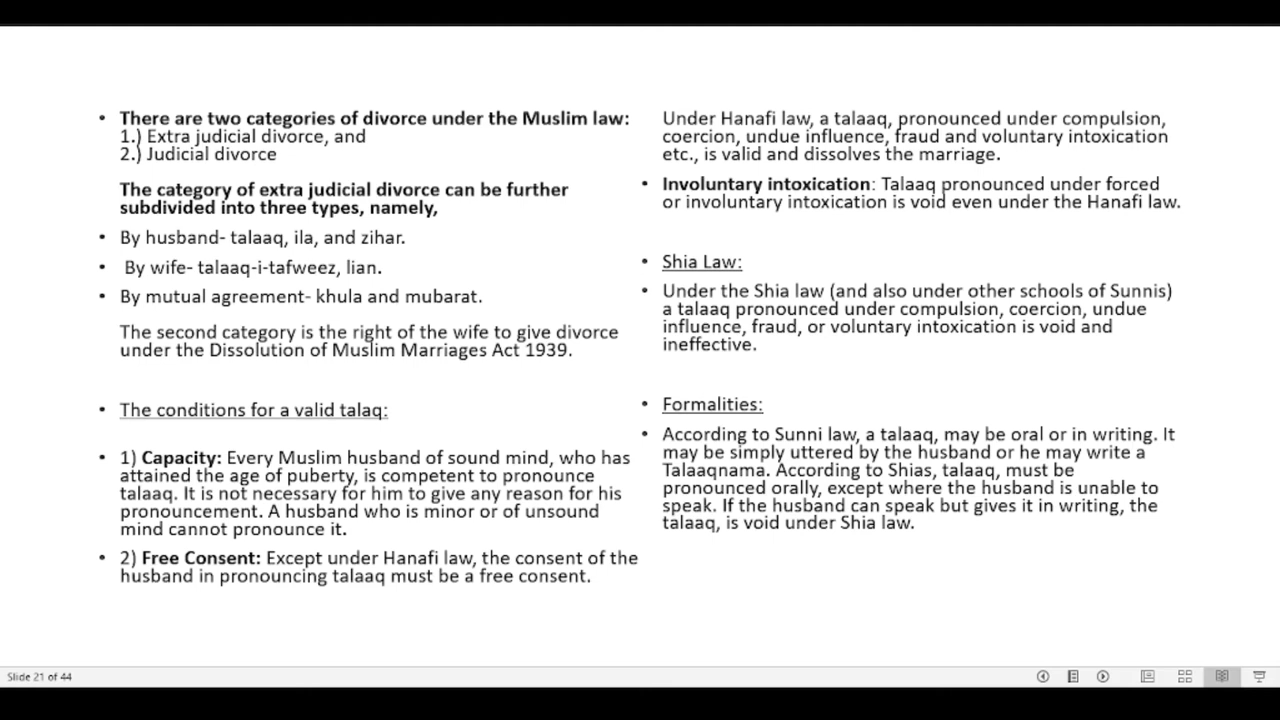 • There are two categories of divorce under the Muslim law:
1.) Extra judicial divorce, and
2.) Judicial divorce
The category of extra judicial divorce can be further
subdivided into three types, namely,
• By husband- talaaq, ila, and zihar.
• By wife- talaaq-i-tafweez, lian.
• By mutual agreement- khula and mubarat.
The second category is the right of the wife to give divorce
under the Dissolution of Muslim Marriages Act 1939.
• The conditions for a valid talaq:
• 1) Capacity: Every Muslim husband of sound mind, who has
attained the age of puberty, is competent to pronounce
talaaq. It is not necessary for him to give any reason for his
pronouncement. A husband who is minor or of unsound
mind cannot pronounce it.
• 2) Free Consent: Except under Hanafi law, the consent of the
husband in pronouncing talaaq must be a free consent.
Under Hanafi law, a talaaq, pronounced under compulsion,
coercion, undue influence, fraud and voluntary intoxication
etc., is valid and dissolves the marriage.
• Involuntary intoxication: Talaaq pronounced under forced
or involuntary intoxication is void even under the Hanafi law.
• Shia Law:
• Under the Shia law (and also under other schools of Sunnis)
a talaaq pronounced under compulsion, coercion, undue
influence, fraud, or voluntary intoxication is void and
ineffective.
• Formalities:
• According to Sunni law, a talaaq, may be oral or in writing. It
may be simply uttered by the husband or he may write a
Talaaqnama. According to Shias, talaaq, must be
pronounced orally, except where the husband is unable to
speak. If the husband can speak but gives it in writing, the
talaaq, is void under Shia law.
Slide 21 of 44